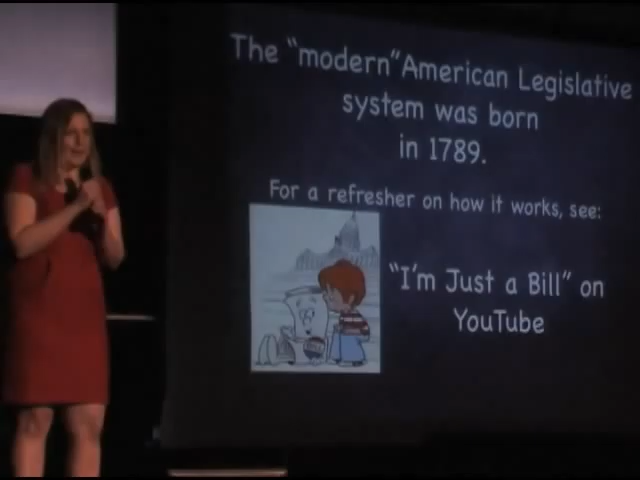 The "modern"American Legislative
system was born
in 1789.
For a refresher on how it works, see:
"I'm Just a Bill" on
YouTube